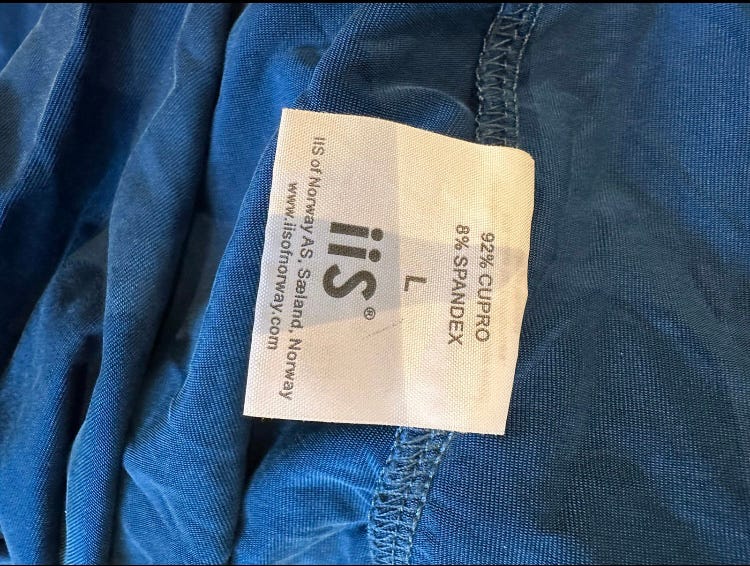 92% CUPRO
8% SPANDEX
L
iiS®
IIS of Norway AS, Sæland, Norway
www.iisofnorway.com